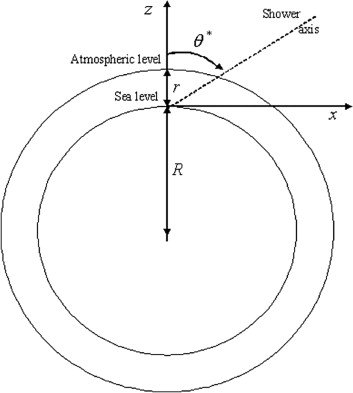 z
Shower
axis
θ*
Atmospheric level
r
Sea level
x
R